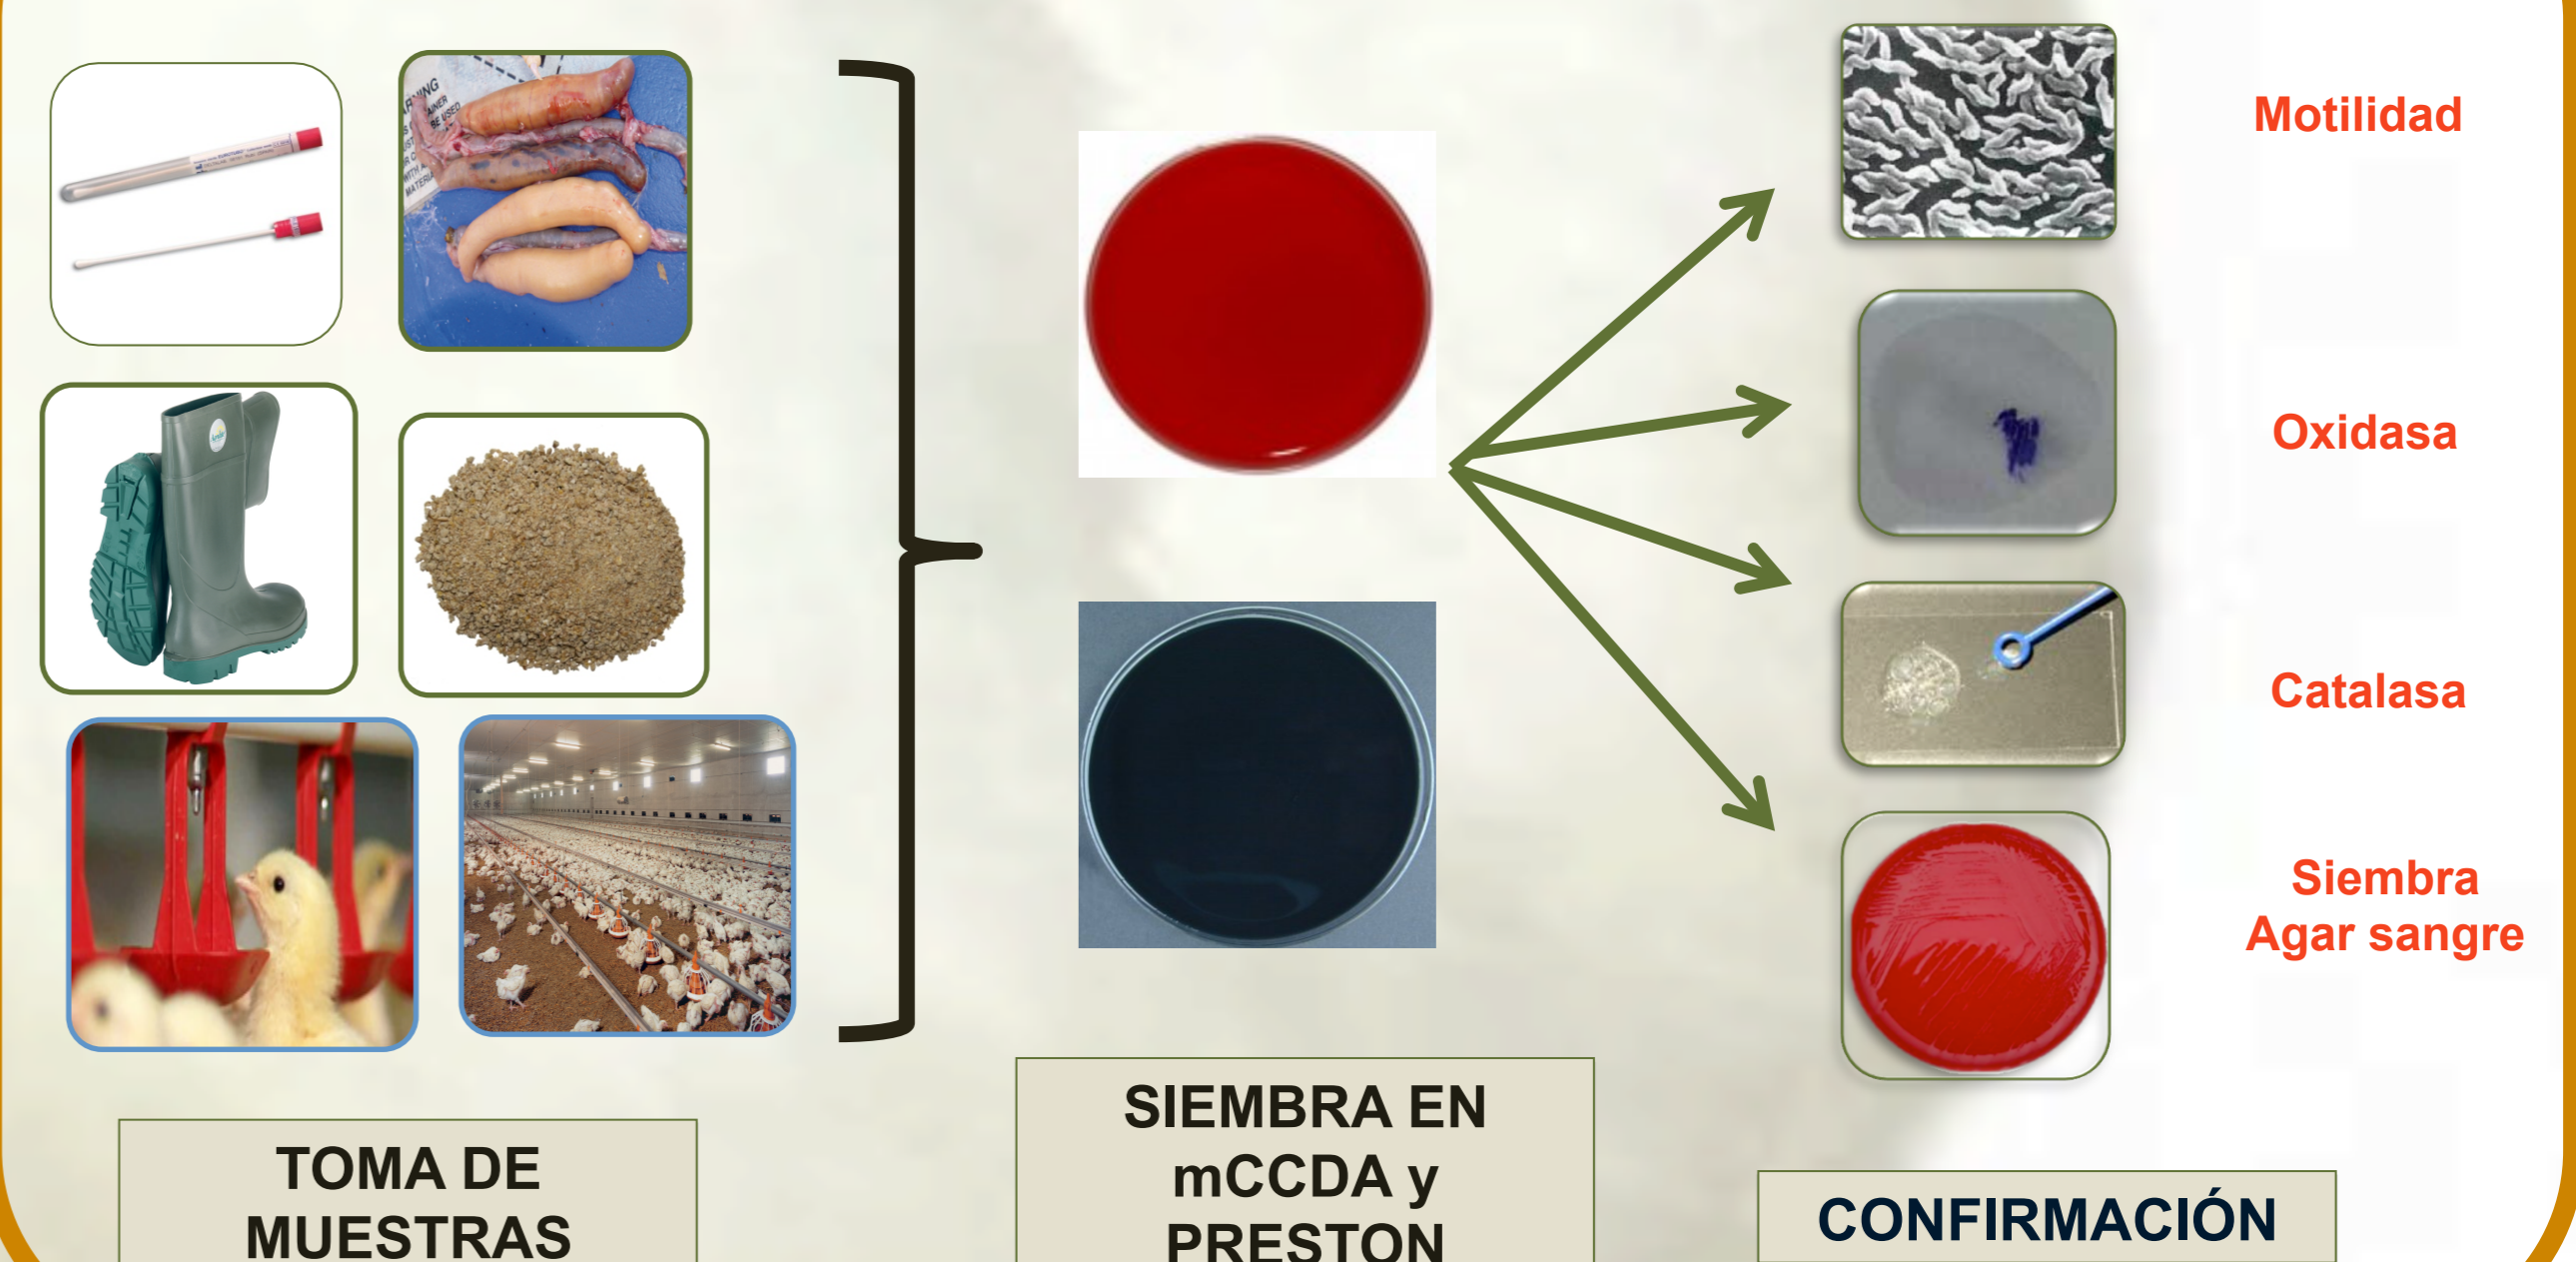 Motilidad
Oxidasa
Catalasa
Siembra
Agar sangre
TOMA DE
MUESTRAS
SIEMBRA EN
mCCDA y
PRESTON
CONFIRMACIÓN